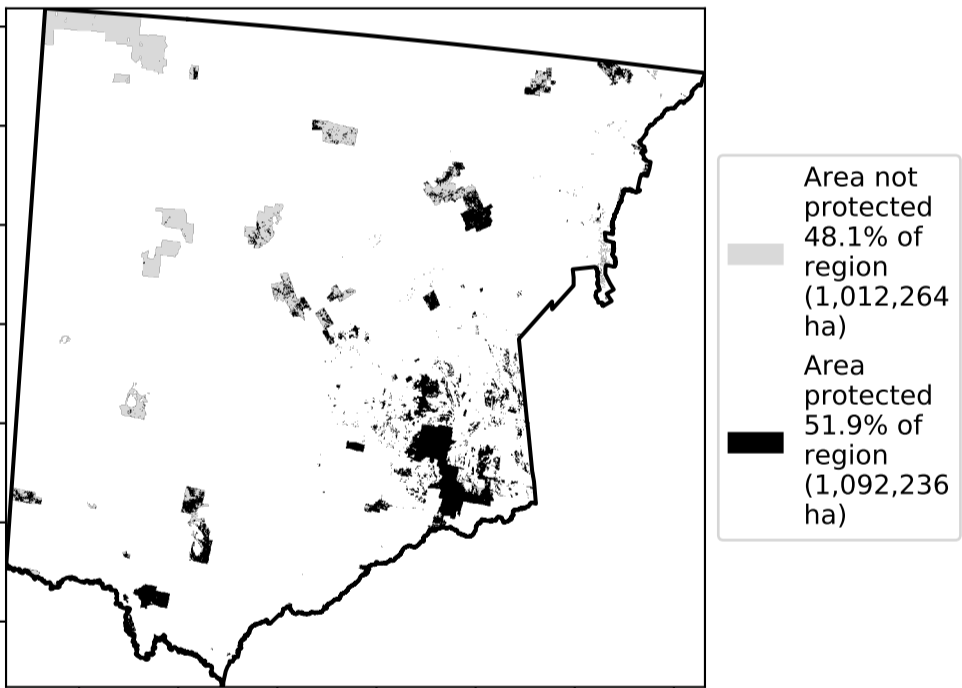 Area not
protected
48.1% of
region
(1,012,264
ha)
Area
protected
51.9% of
region
(1,092,236
ha)